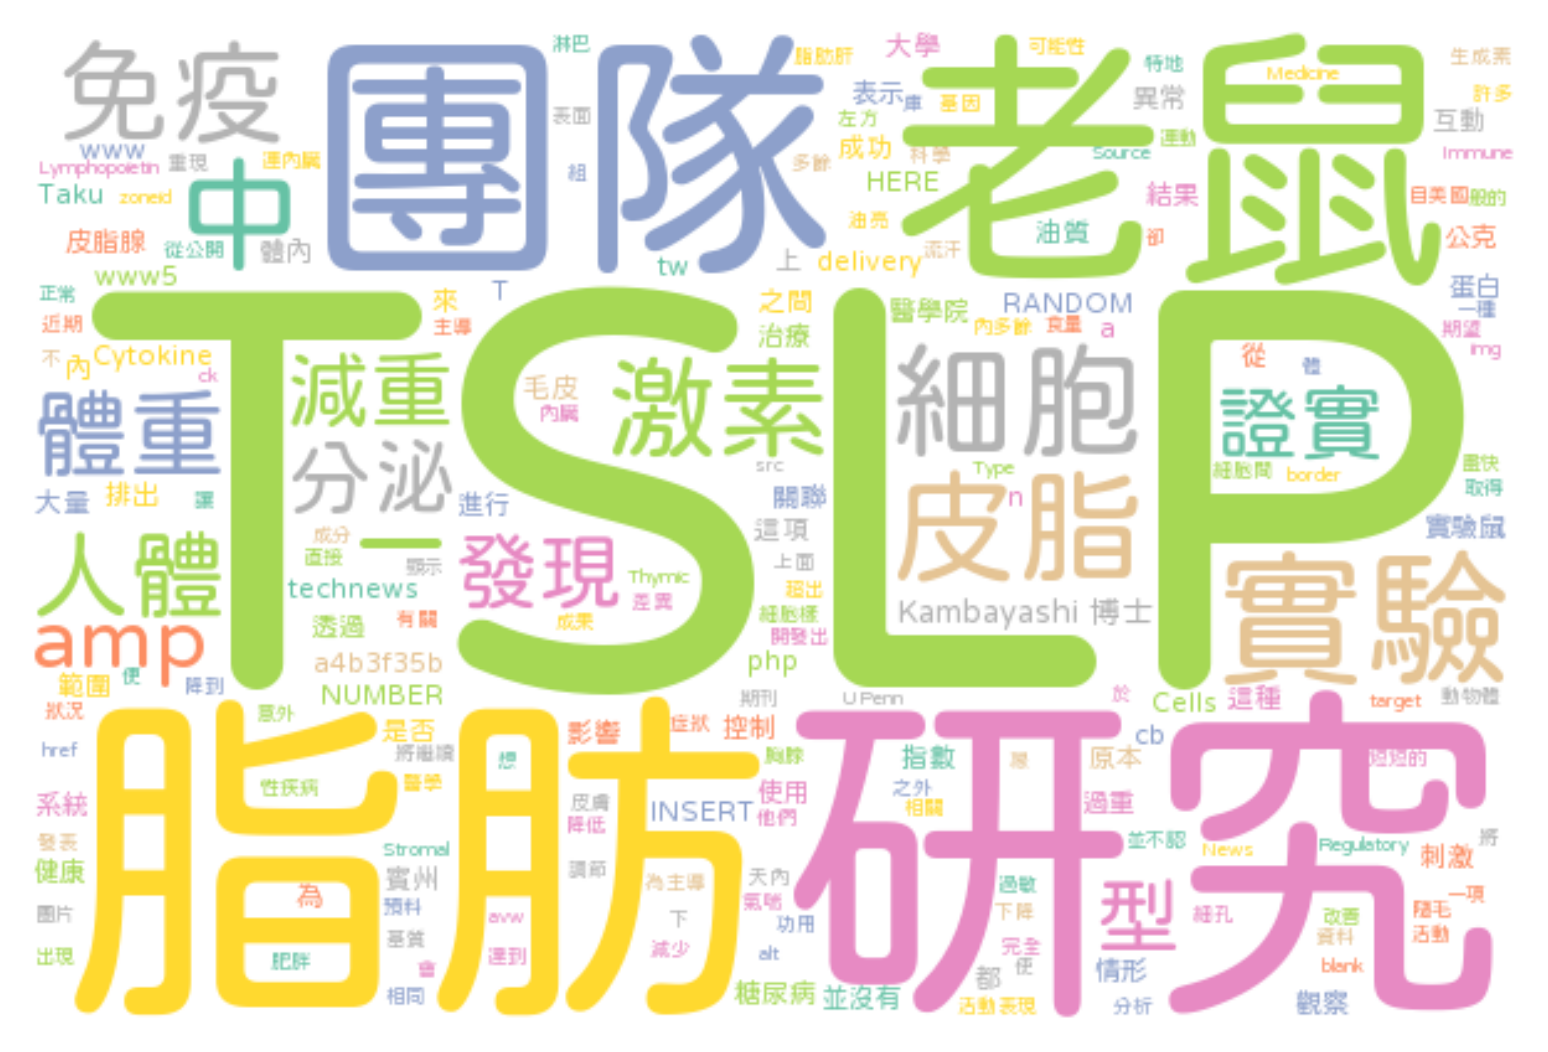 免疫
團隊
老鼠
淋巴
脂肪肝
大學
可能性
特地
Medicine
生成素
許多
表示
庫
基因
異常
互動
表面
左方
運動
www
成功
科學
Source
Immune
Lymphopoietin
重現
連內臟
多餘
組
HERE
結果
自美國
般的
Taku
zoneid
中
油亮
油質
卻
公克
皮脂腺
從公開
體內
流汗
tw
上
delivery
www5
T
蛋白
正常
來
之間
醫學院
RANDOM
一種
近期
主導
治療
內多餘
食量
a
期望
TSLP
不
內
Cytokine
img
ck
減重
激素
細胞
從
體
體重
毛皮
內臟
證實
分泌
src
Type
細胞間
border
盡快
取得
大量
排出
讓
進行
關聯
皮脂
n
這項
實驗鼠
人體
成分
直接
一
顯示
發現
上面
Thymic
差異
超出
實驗
technews
細胞樣
Kambayashi 博士
amp
透過
有關
成果
開發出
a4b3f35b
php
範圍
便
降到
NUMBER
期刊
U Penn
於
Cells
這種
target
動物體
狀況
意外
是否
影響
症狀
控制
cb
脂肪
研究
href
將繼續
想
胸腺
指數
原本
短短的
性疾病
醫學
之外
系統
皮膚
INSERT
使用
相關
過重
降低
他們
發表
Stromal
並不認
News
Regulatory
刺激
將
健康
賓州
調節
為主導
天內
過敏
為
型
一項
圖片
預料
avw
氣喘
下降
細孔
改善
隨毛
下
功用
基質
資料
活動
出現
肥胖
會
達到
減少
alt
完全
情形
blank
相同
糖尿病
並沒有
都
使
活動表現
分析
觀察